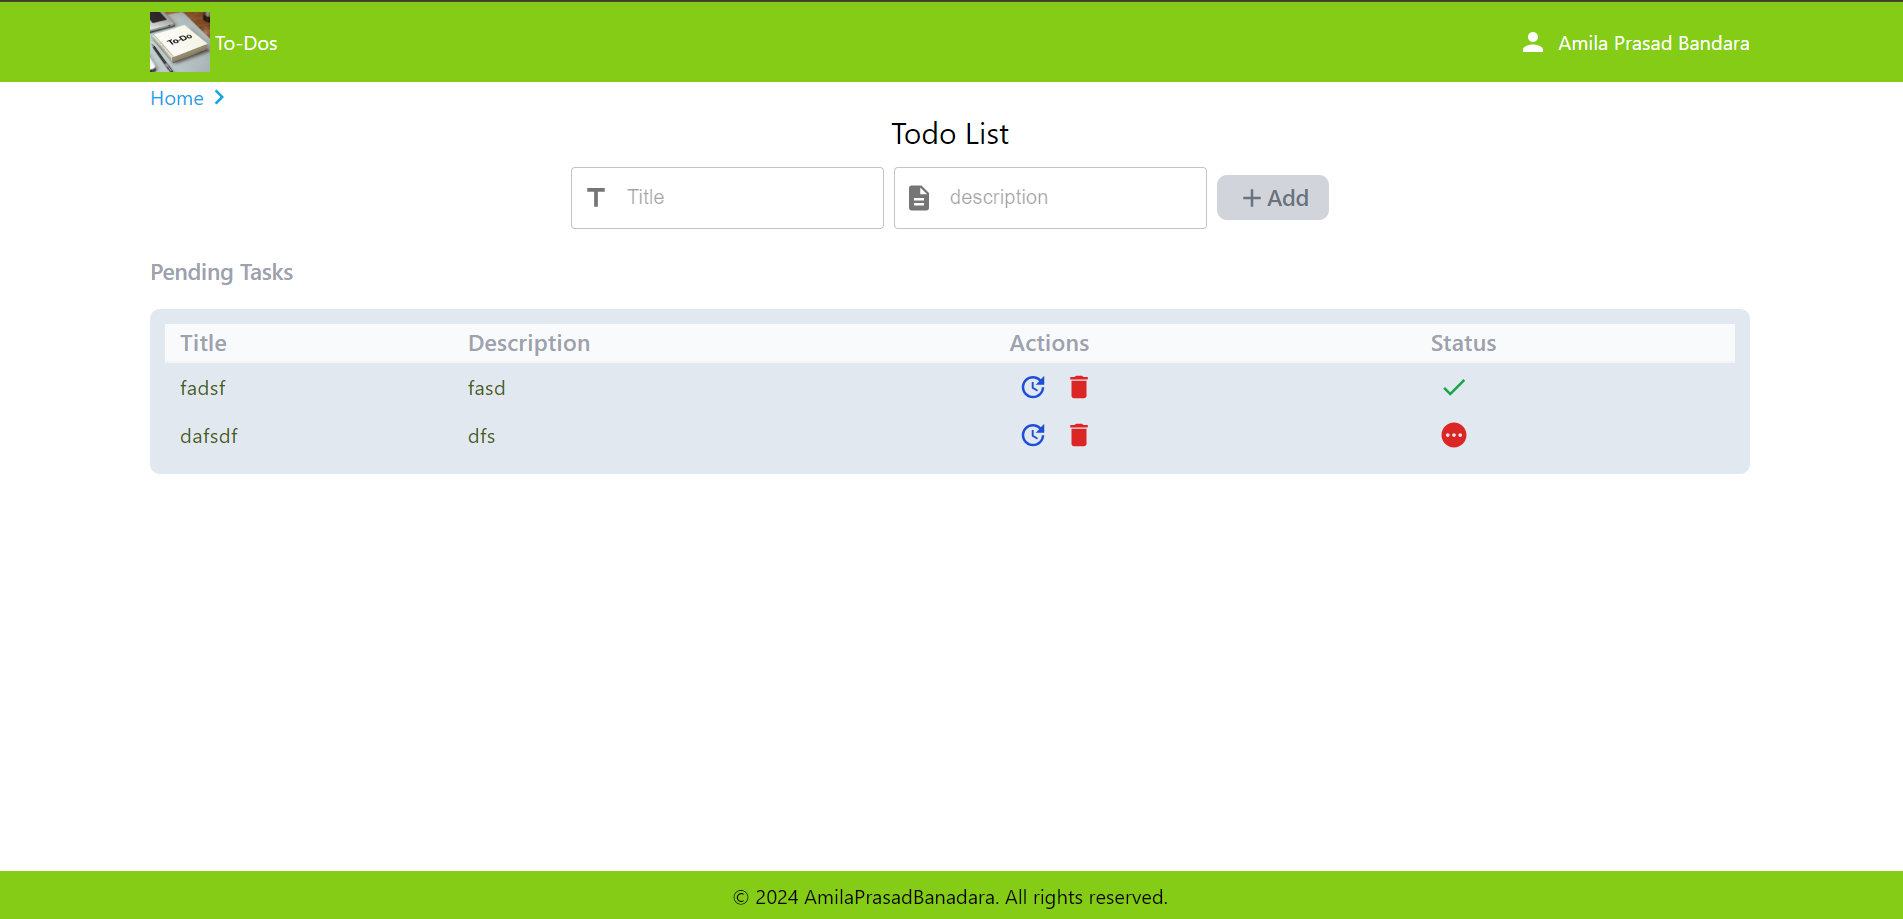 To-Do
To-Dos
Amila Prasad Bandara
Home
Todo List
Title
description
Add
Pending Tasks
Title Description Actions Status
fadsf fasd
dafsdf dfs
© 2024 AmilaPrasadBanadara. All rights reserved.